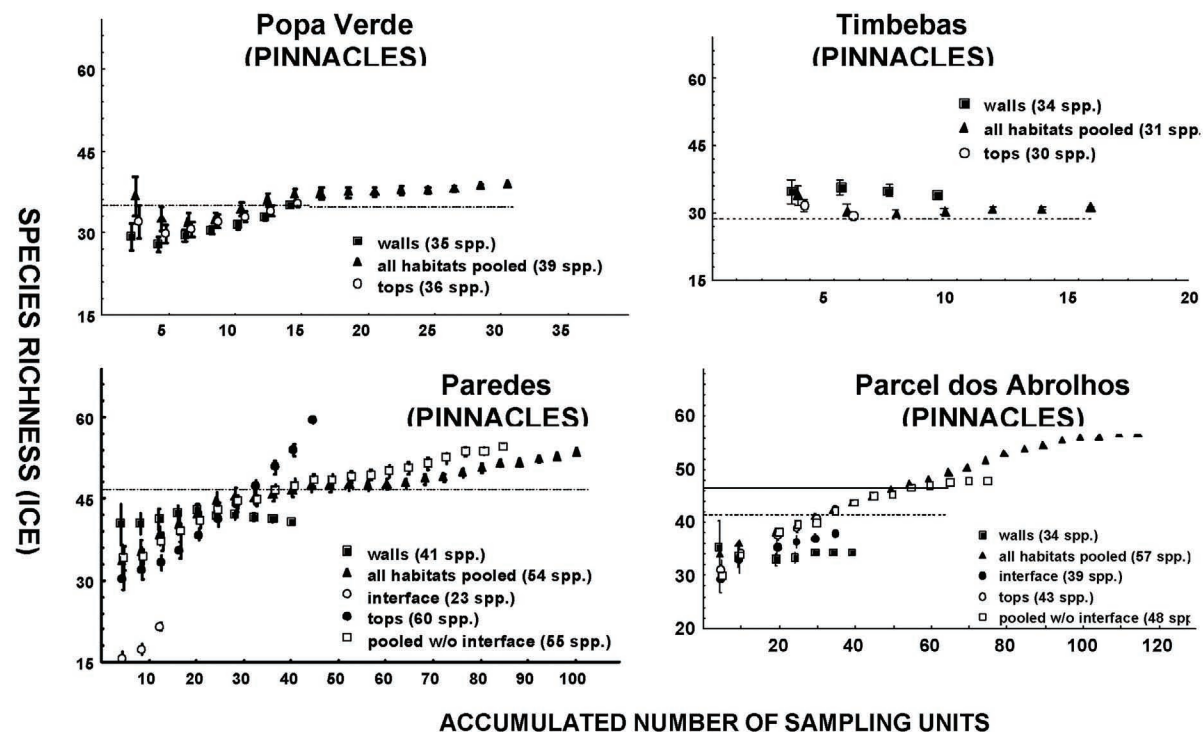 Popa Verde
(PINNACLES)
60
45
30
15
walls (35 spp.)
all habitats pooled (39 spp.)
tops (36 spp.)
5 10 15 20 25 30 35
Timbebas
(PINNACLES)
60
45
30
15
walls (34 spp.)
all habitats pooled (31 spp.
tops (30 spp.)
5 10 15 20
SPECIES RICHNESS (ICE)
Paredes
(PINNACLES)
60
45
30
15
walls (41 spp.)
all habitats pooled (54 spp.)
interface (23 spp.)
tops (60 spp.)
pooled w/o interface (55 spp.)
10 20 30 40 50 60 70 80 90 100
Parcel dos Abrolhos
(PINNACLES)
60
50
40
30
20
walls (34 spp.)
all habitats pooled (57 spp.)
interface (39 spp.)
tops (43 spp.)
pooled w/o interface (48 spp
20 40 60 80 100 120
ACCUMULATED NUMBER OF SAMPLING UNITS